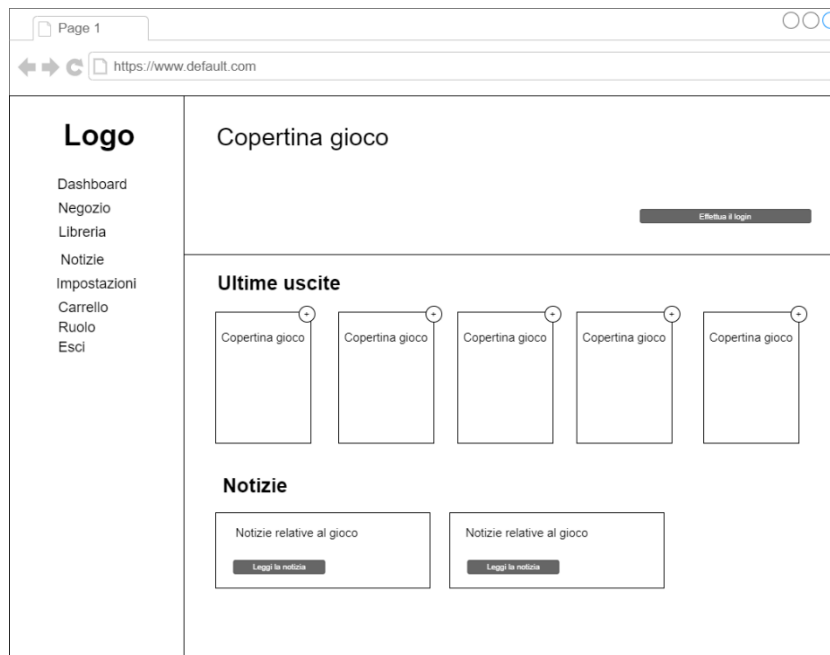 Page 1
https://www.default.com
Logo
Dashboard
Negozio
Libreria
Notizie
Impostazioni
Carrello
Ruolo
Esci
Copertina gioco
Effettua il login
Ultime uscite
+ + + + +
Copertina gioco Copertina gioco Copertina gioco Copertina gioco Copertina gioco
Notizie
Notizie relative al gioco
Leggi la notizia
Notizie relative al gioco
Leggi la notizia